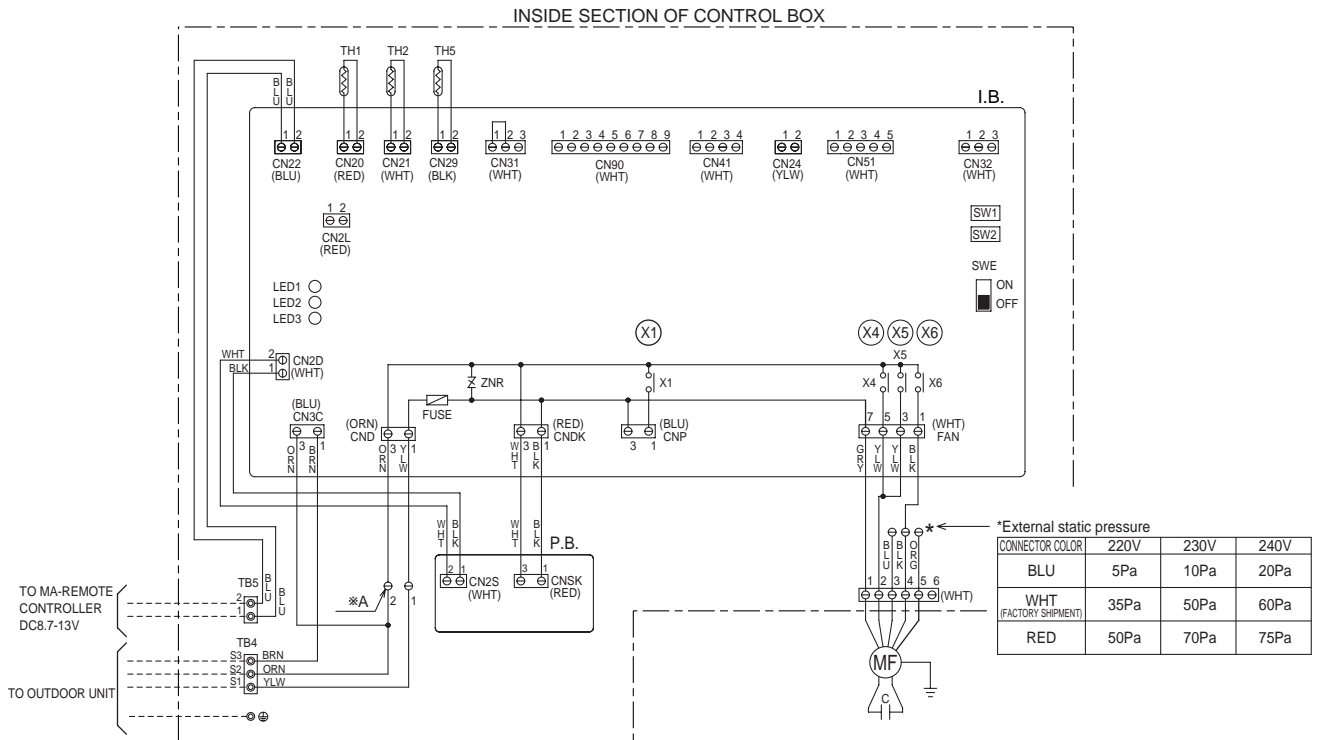 INSIDE SECTION OF CONTROL BOX
TH1 TH2 TH5
BLU BLU
I.B.
1 2 1 2 1 2 1 2 1 2 3 1 2 3 4 5 6 7 8 9 1 2 3 4 1 2 1 2 3 4 5 1 2 3
CN22 CN20 CN21 CN29 CN31 CN90 CN41 CN24 CN51 CN32
(BLU) (RED) (WHT) (BLK) (WHT) (WHT) (WHT) (YLW) (WHT) (WHT)
1 2
CN2L
(RED)
SW1
SW2
SWE
ON
OFF
LED1
LED2
LED3
X1 X4 X5 X6
X5
WHT 2 CN2D
BLK 1 (WHT)
ZNR X1 X4 X6
FUSE
(BLU)
CN3C
3 1
ORN BRN
(ORN)
CND
3 1
ORN YLW
(RED)
CNDK
3 1
WHT BLK
(BLU)
CNP
3 1
7 5 3 1
(WHT)
FAN
GRY YLW YLW BLK
WHT BLK
WHT BLK
P.B.
2 1
CN2S
(WHT)
3 1
CNSK
(RED)
※A
2 1
BLU BLK ORG
*
1 2 3 4 5 6
(WHT)
MF
C
*External static pressure
CONNECTOR COLOR 220V 230V 240V
BLU 5Pa 10Pa 20Pa
WHT 35Pa 50Pa 60Pa
(FACTORY SHIPMENT)
RED 50Pa 70Pa 75Pa
TO MA-REMOTE
CONTROLLER
DC8.7-13V
TB5
2 BLU
1 BLU
TB4
S3 BRN
S2 ORN
S1 YLW
TO OUTDOOR UNIT